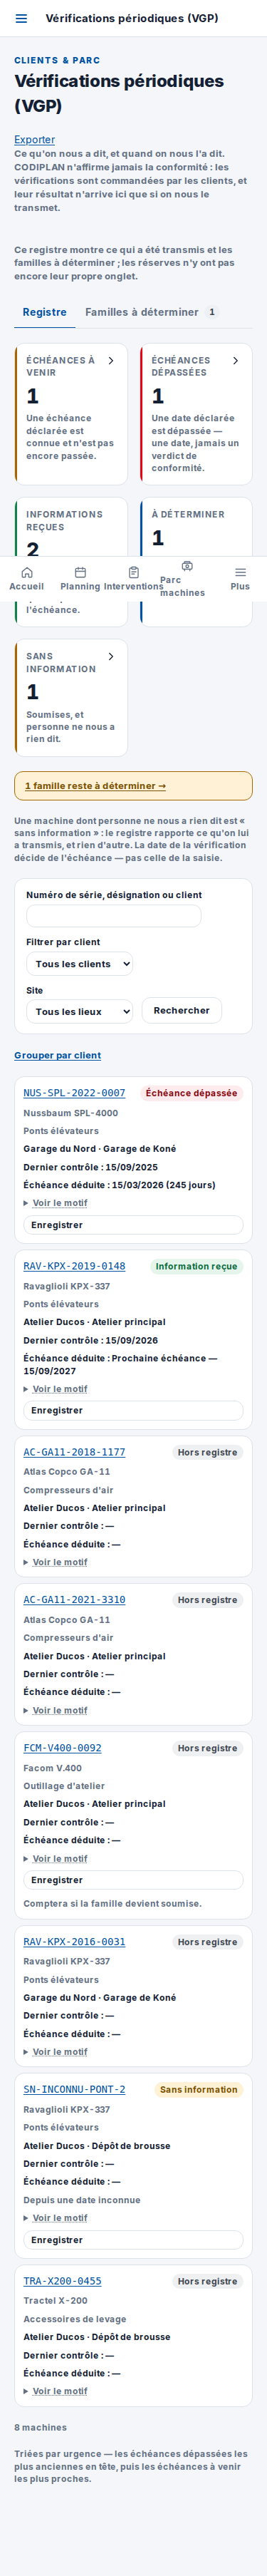 Vérifications périodiques (VGP)
CLIENTS & PARC
Vérifications périodiques
(VGP)
Exporter
Ce qu'on nous a dit, et quand on nous l'a dit.
CODIPLAN n'affirme jamais la conformité : les
vérifications sont commandées par les clients, et
leur résultat n'arrive ici que si on nous le
transmet.
Ce registre montre ce qui a été transmis et les
familles à déterminer ; les réserves n'y ont pas
encore leur propre onglet.
Registre
Familles à déterminer 1
ÉCHÉANCES À
VENIR
1
Une échéance
déclarée est
connue et n'est pas
encore passée.
ÉCHÉANCES
DÉPASSÉES
1
Une date déclarée
est dépassée —
une date, jamais un
verdict de
conformité.
INFORMATIONS
REÇUES
2
À DÉTERMINER
1
Accueil
Planning
Interventions
Parc
machines
Plus
l'échéance.
SANS
INFORMATION
1
Soumises, et
personne ne nous a
rien dit.
1 famille reste à déterminer →
Une machine dont personne ne nous a rien dit est «
sans information » : le registre rapporte ce qu'on lui
a transmis, et rien d'autre. La date de la vérification
décide de l'échéance — pas celle de la saisie.
Numéro de série, désignation ou client
Filtrer par client
Tous les clients
Site
Tous les lieux
Rechercher
Grouper par client
NUS-SPL-2022-0007
Échéance dépassée
Nussbaum SPL-4000
Ponts élévateurs
Garage du Nord · Garage de Koné
Dernier contrôle : 15/09/2025
Échéance déduite : 15/03/2026 (245 jours)
Voir le motif
Enregistrer
RAV-KPX-2019-0148
Information reçue
Ravaglioli KPX-337
Ponts élévateurs
Atelier Ducos · Atelier principal
Dernier contrôle : 15/09/2026
Échéance déduite : Prochaine échéance —
15/09/2027
Voir le motif
Enregistrer
AC-GA11-2018-1177
Hors registre
Atlas Copco GA-11
Compresseurs d'air
Atelier Ducos · Atelier principal
Dernier contrôle : —
Échéance déduite : —
Voir le motif
AC-GA11-2021-3310
Hors registre
Atlas Copco GA-11
Compresseurs d'air
Atelier Ducos · Atelier principal
Dernier contrôle : —
Échéance déduite : —
Voir le motif
FCM-V400-0092
Hors registre
Facom V.400
Outillage d'atelier
Atelier Ducos · Atelier principal
Dernier contrôle : —
Échéance déduite : —
Voir le motif
Enregistrer
Comptera si la famille devient soumise.
RAV-KPX-2016-0031
Hors registre
Ravaglioli KPX-337
Ponts élévateurs
Garage du Nord · Garage de Koné
Dernier contrôle : —
Échéance déduite : —
Voir le motif
SN-INCONNU-PONT-2
Sans information
Ravaglioli KPX-337
Ponts élévateurs
Atelier Ducos · Dépôt de brousse
Dernier contrôle : —
Échéance déduite : —
Depuis une date inconnue
Voir le motif
Enregistrer
TRA-X200-0455
Hors registre
Tractel X-200
Accessoires de levage
Atelier Ducos · Dépôt de brousse
Dernier contrôle : —
Échéance déduite : —
Voir le motif
8 machines
Triées par urgence — les échéances dépassées les
plus anciennes en tête, puis les échéances à venir
les plus proches.